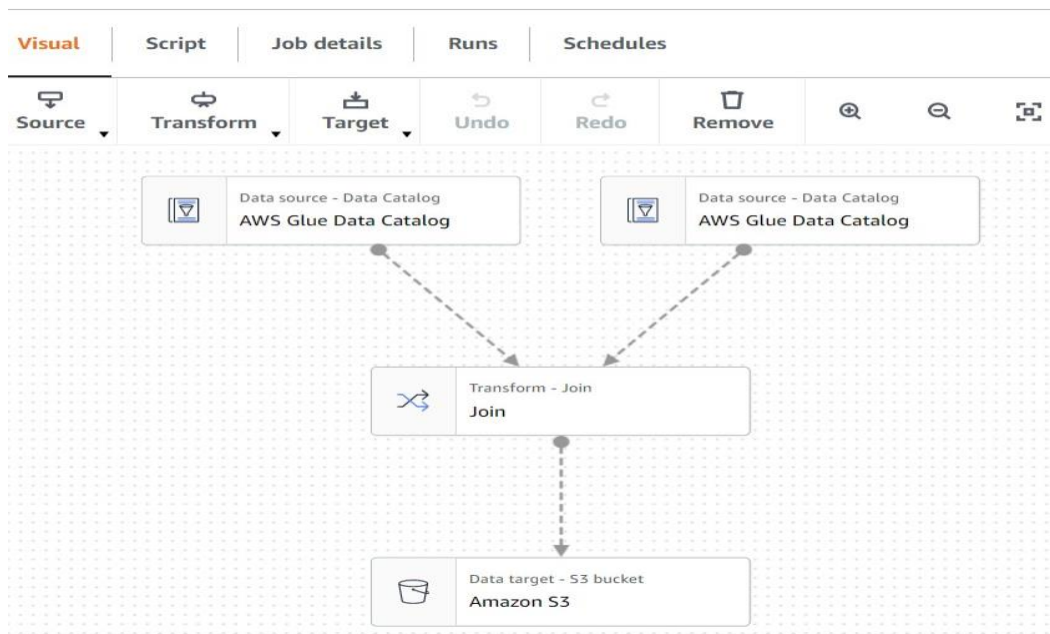 Visual Script Job details Runs Schedules
Source Transform Target Undo Redo Remove
Data source - Data Catalog
AWS Glue Data Catalog
Data source - Data Catalog
AWS Glue Data Catalog
Transform - Join
Join
Data target - S3 bucket
Amazon S3